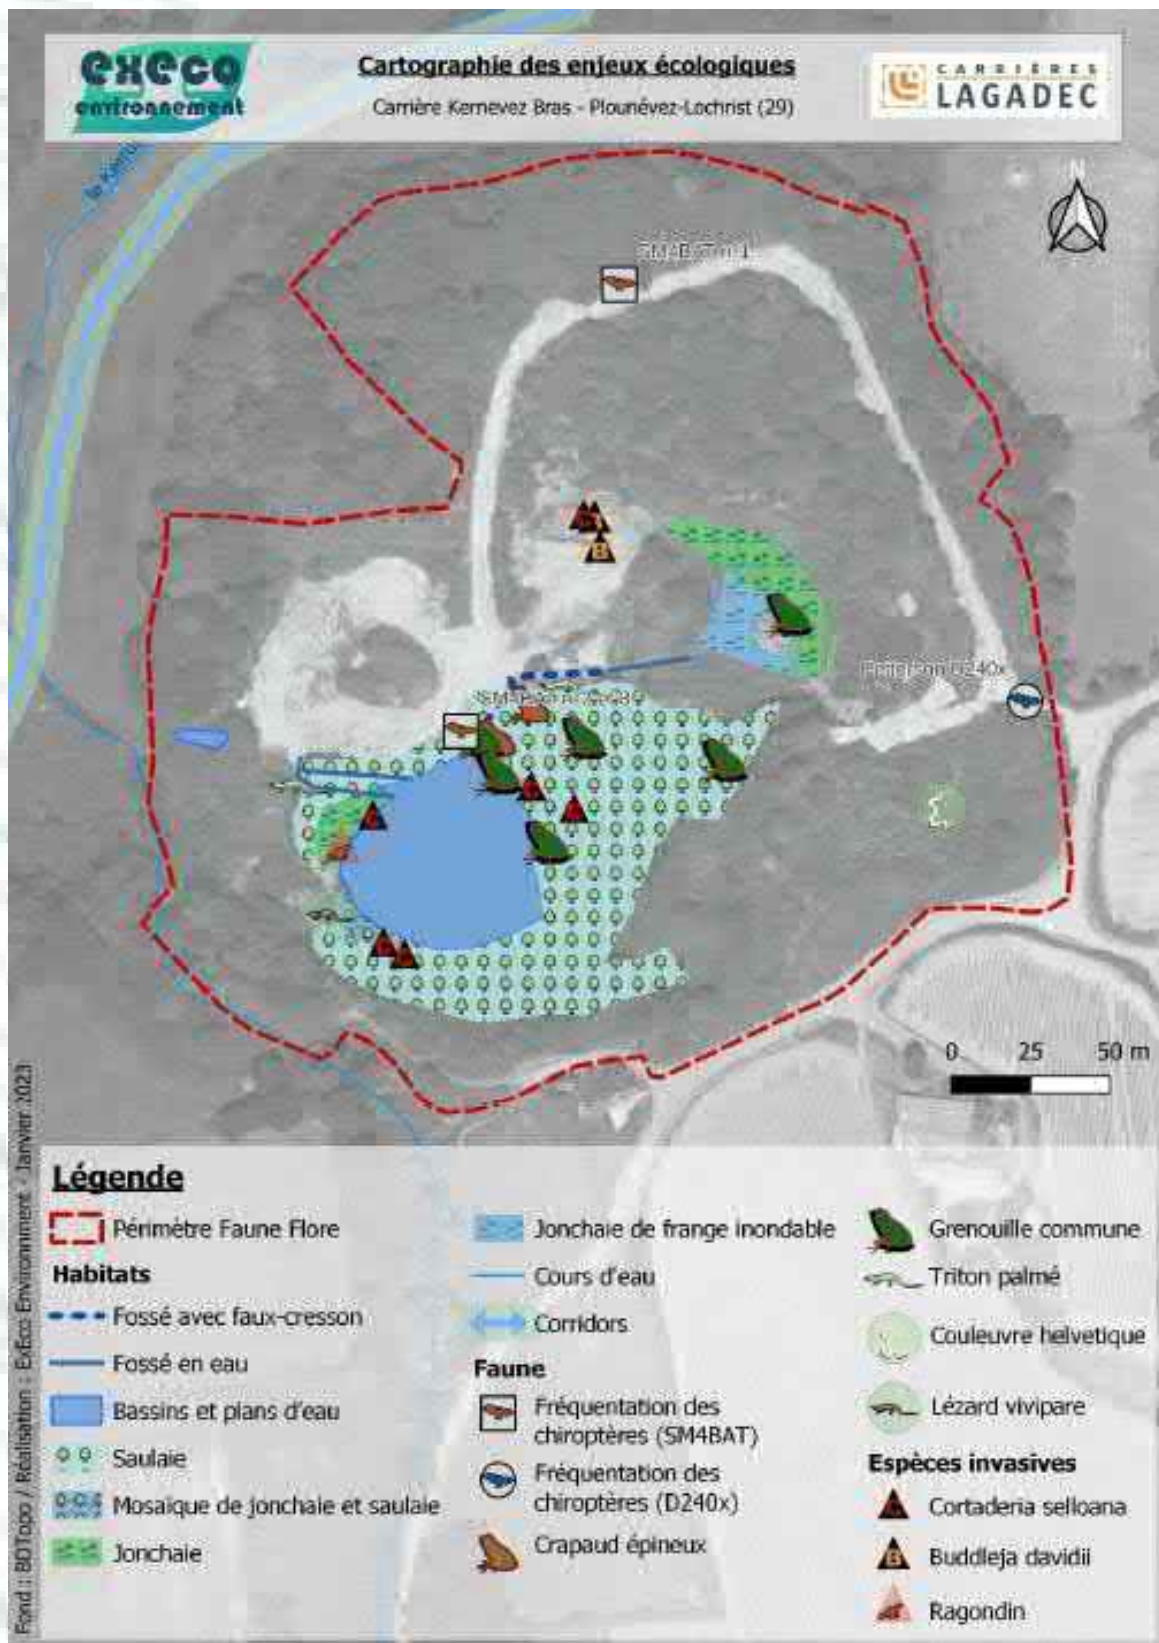 execo
environnement
Cartographie des enjeux écologiques
Carrière Kernevez Bras - Plounévez-Lochrist (29)
CARRIÈRES
LAGADEC
N
SM4BAT n°1
B
0 25 50 m
Fond : BDTopo / Réalisation : ExEco Environnement - Janvier 2023
Légende
Périmètre Faune Flore
Habitats
Fossé avec faux-cresson
Fossé en eau
Bassins et plans d'eau
Saulaie
Mosaïque de jonchaie et saulaie
Jonchaie
Jonchaie de frange inondable
Cours d'eau
Corridors
Faune
Fréquentation des
chiroptères (SM4BAT)
Fréquentation des
chiroptères (D240x)
Crapaud épineux
Grenouille commune
Triton palmé
Couleuvre helvetique
Lézard vivipare
Espèces invasives
Cortaderia selloana
B
Buddleja davidii
Ragondin